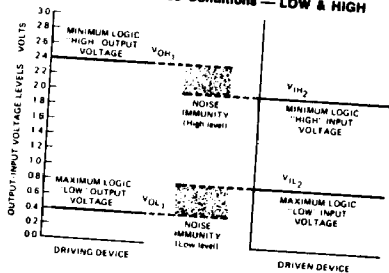 Conditions — LOW & HIGH
OUTPUT/INPUT VOLTAGE LEVELS VOLTS
3.0
2.8
2.6
2.4
2.2
2.0
1.8
1.6
1.4
1.2
1.0
0.8
0.6
0.4
0.2
0.0
MINIMUM LOGIC
"HIGH" OUTPUT
VOLTAGE
VOH1
NOISE
IMMUNITY
(High level)
VIH2
MINIMUM LOGIC
"HIGH" INPUT
VOLTAGE
MAXIMUM LOGIC
"LOW" OUTPUT
VOLTAGE
VOL1
NOISE
IMMUNITY
(Low level)
VIL2
MAXIMUM LOGIC
"LOW" INPUT
VOLTAGE
DRIVING DEVICE
DRIVEN DEVICE